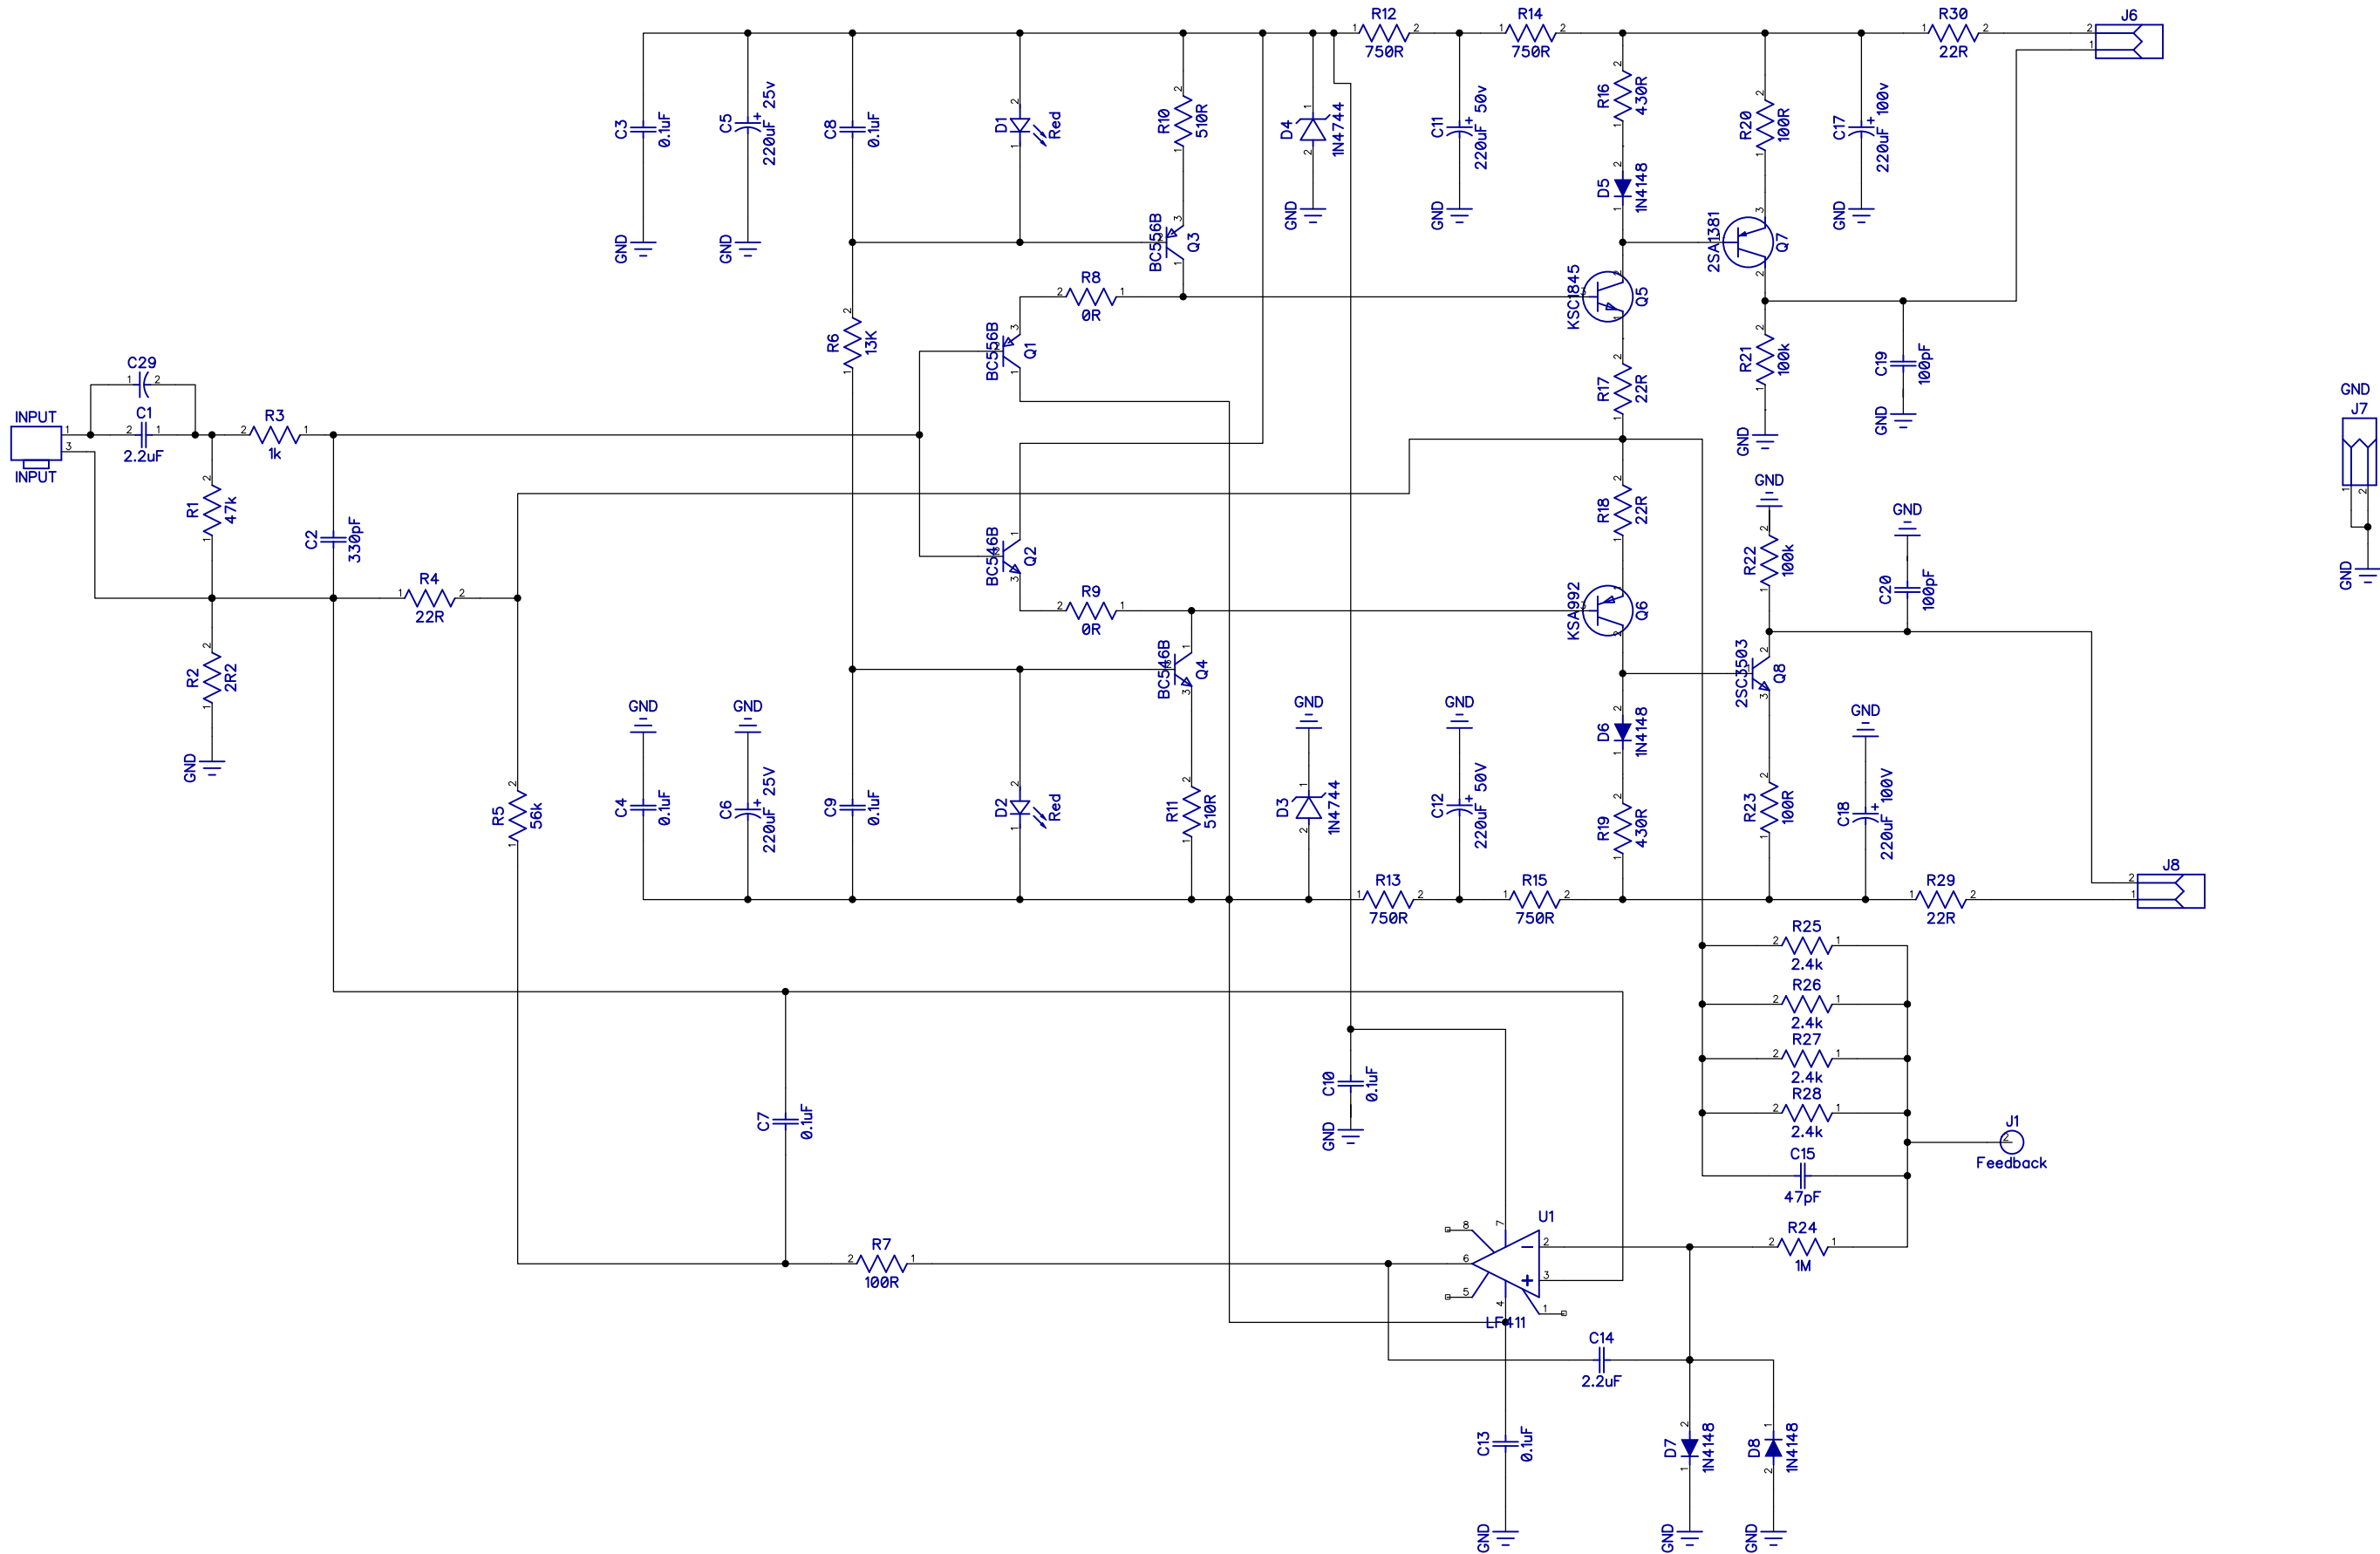 R12
750R
R14
750R
R30
22R
J6
C3
0.1uF
GND
C5
220uF 25v
GND
C8
0.1uF
D1
Red
R10
510R
BC556B
Q3
D4
1N4744
GND
C11
220uF 50v
GND
R16
430R
D5
1N4148
R20
100R
2SA1381
Q7
C17
220uF 100v
GND
R8
0R
KSC1845
Q5
R6
13K
BC556B
Q1
R17
22R
R21
100k
GND
C19
100pF
GND
GND
J7
GND
C29
C1
2.2uF
INPUT
INPUT
R3
1k
R1
47k
C2
330pF
R4
22R
R2
2R2
GND
BC546B
Q2
R9
0R
R18
22R
KSA992
Q6
GND
R22
100k
GND
C20
100pF
BC546B
Q4
2SC3503
Q8
GND
C4
0.1uF
GND
C6
220uF 25V
C9
0.1uF
D2
Red
R11
510R
GND
D3
1N4744
GND
C12
220uF 50V
D6
1N4148
R19
430R
R23
100R
GND
C18
220uF 100V
R5
56k
R13
750R
R15
750R
R29
22R
J8
R25
2.4k
R26
2.4k
R27
2.4k
R28
2.4k
C15
47pF
J1
Feedback
C7
0.1uF
C10
0.1uF
GND
R7
100R
U1
LF411
R24
1M
C14
2.2uF
C13
0.1uF
GND
D7
1N4148
GND
D8
1N4148
GND